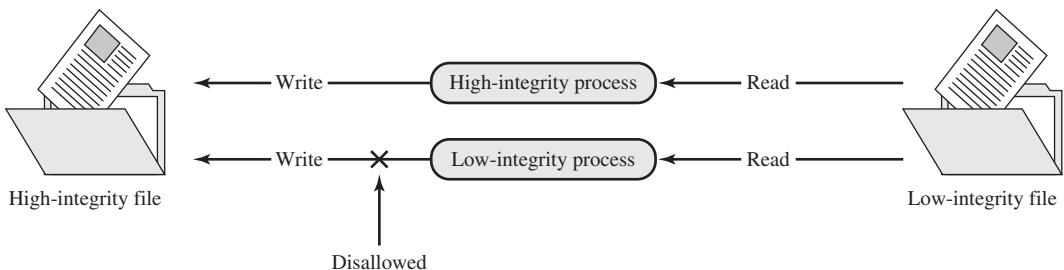 Write
High-integrity process
Read
Write
Low-integrity process
Read
High-integrity file
Low-integrity file
Disallowed